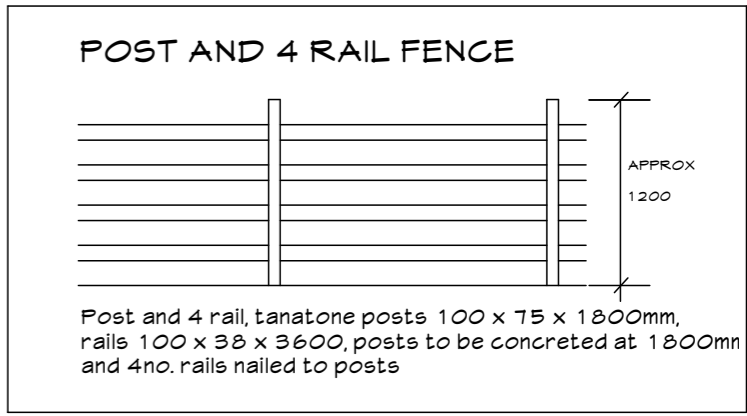 POST AND 4 RAIL FENCE
APPROX
1200
Post and 4 rail, tanatone posts 100 x 75 x 1800mm,
rails 100 x 38 x 3600, posts to be concreted at 1800mm
and 4no. rails nailed to posts